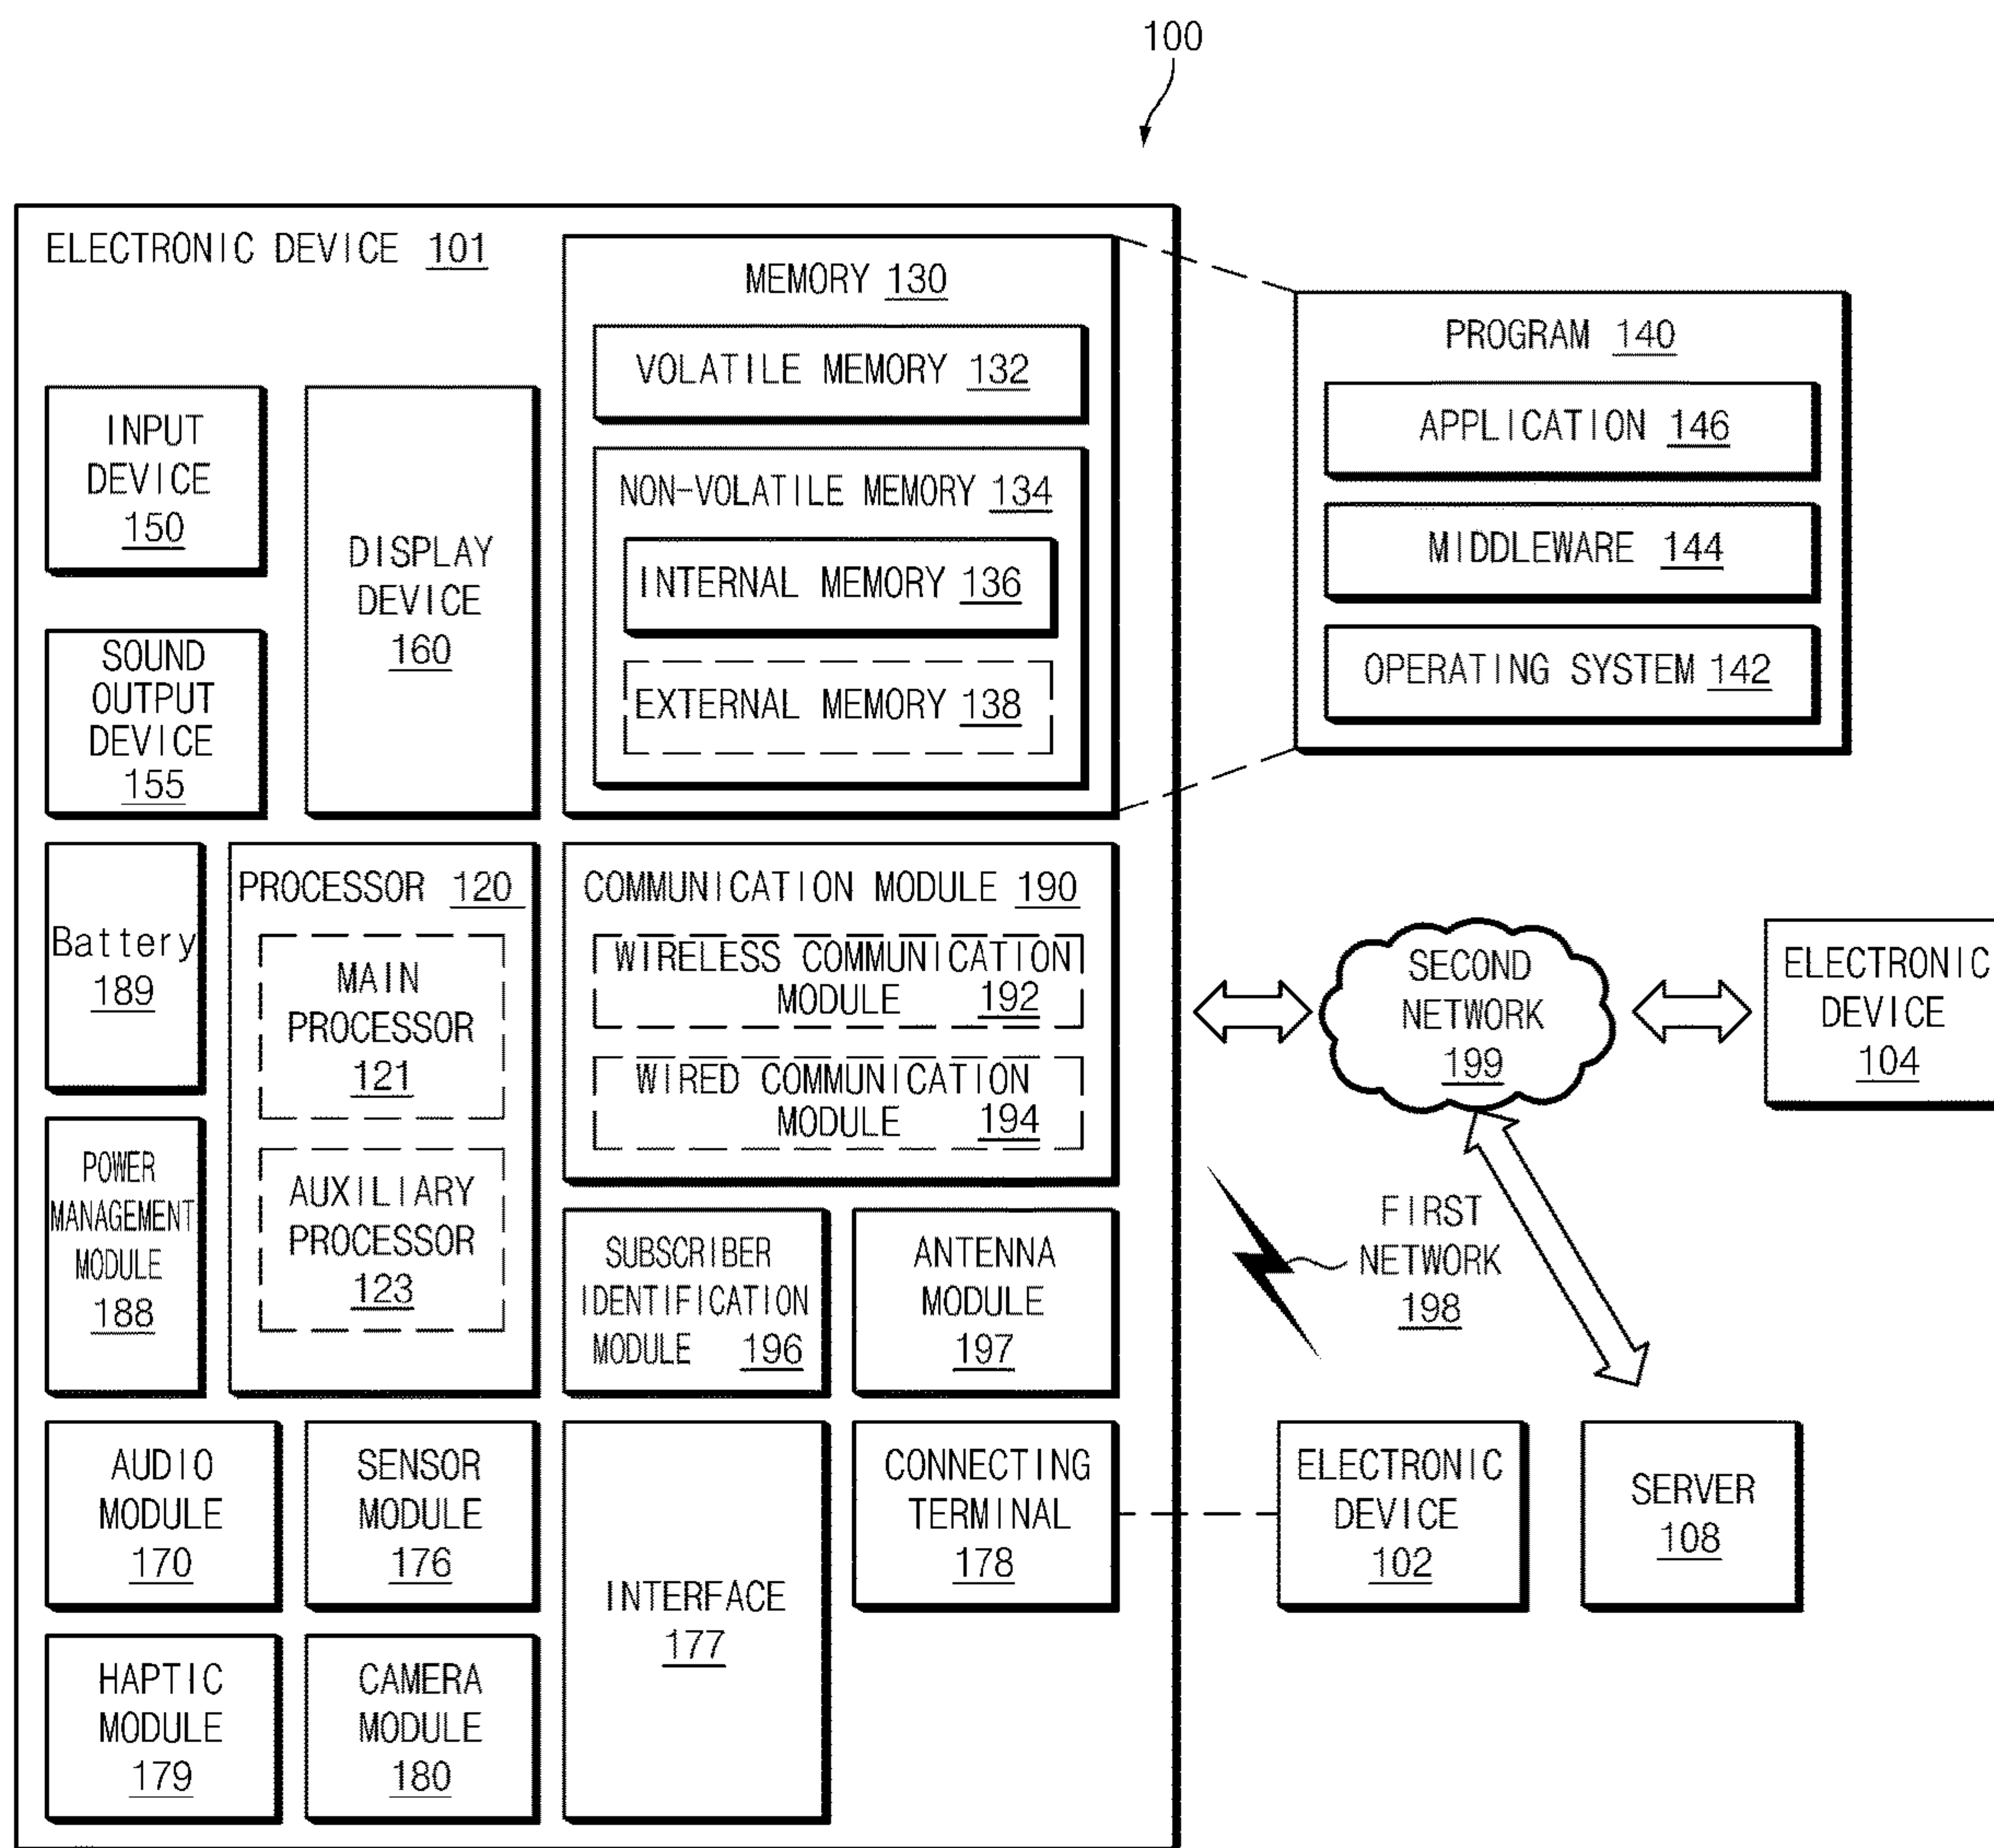 100
ELECTRONIC DEVICE 101
MEMORY 130
VOLATILE MEMORY 132
NON-VOLATILE MEMORY 134
INTERNAL MEMORY 136
EXTERNAL MEMORY 138
PROGRAM 140
APPLICATION 146
MIDDLEWARE 144
OPERATING SYSTEM 142
INPUT
DEVICE
150
DISPLAY
DEVICE
160
SOUND
OUTPUT
DEVICE
155
Battery
189
PROCESSOR 120
MAIN
PROCESSOR
121
AUXILIARY
PROCESSOR
123
COMMUNICATION MODULE 190
WIRELESS COMMUNICATION
MODULE 192
WIRED COMMUNICATION
MODULE 194
SECOND
NETWORK
199
ELECTRONIC
DEVICE
104
POWER
MANAGEMENT
MODULE
188
SUBSCRIBER
IDENTIFICATION
MODULE 196
ANTENNA
MODULE
197
FIRST
NETWORK
198
AUDIO
MODULE
170
SENSOR
MODULE
176
INTERFACE
177
CONNECTING
TERMINAL
178
ELECTRONIC
DEVICE
102
SERVER
108
HAPTIC
MODULE
179
CAMERA
MODULE
180